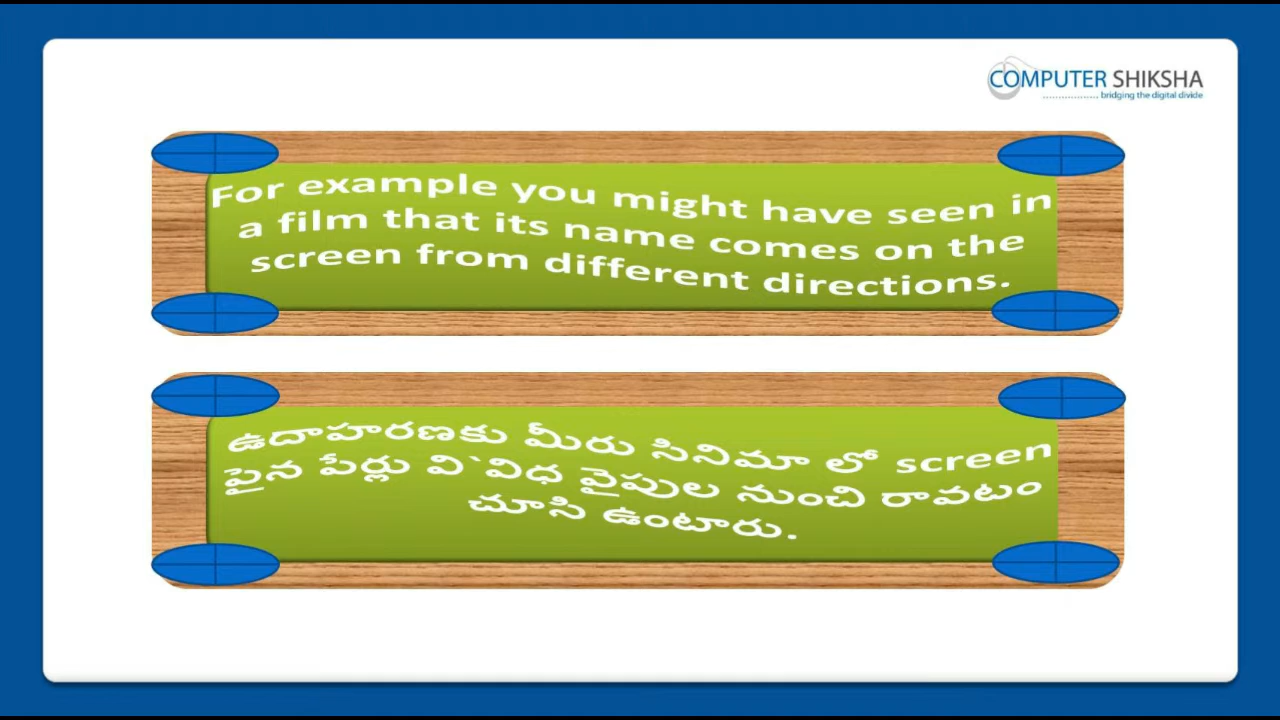 COMPUTER SHIKSHA
.................... bridging the digital divide
For example you might have seen in
a film that its name comes on the
screen from different directions.
ఉదాహరణకు మీరు సినిమా లో screen
పైన పేర్లు వి`విధ వైపుల నుంచి రావటం
చూసి ఉంటారు.